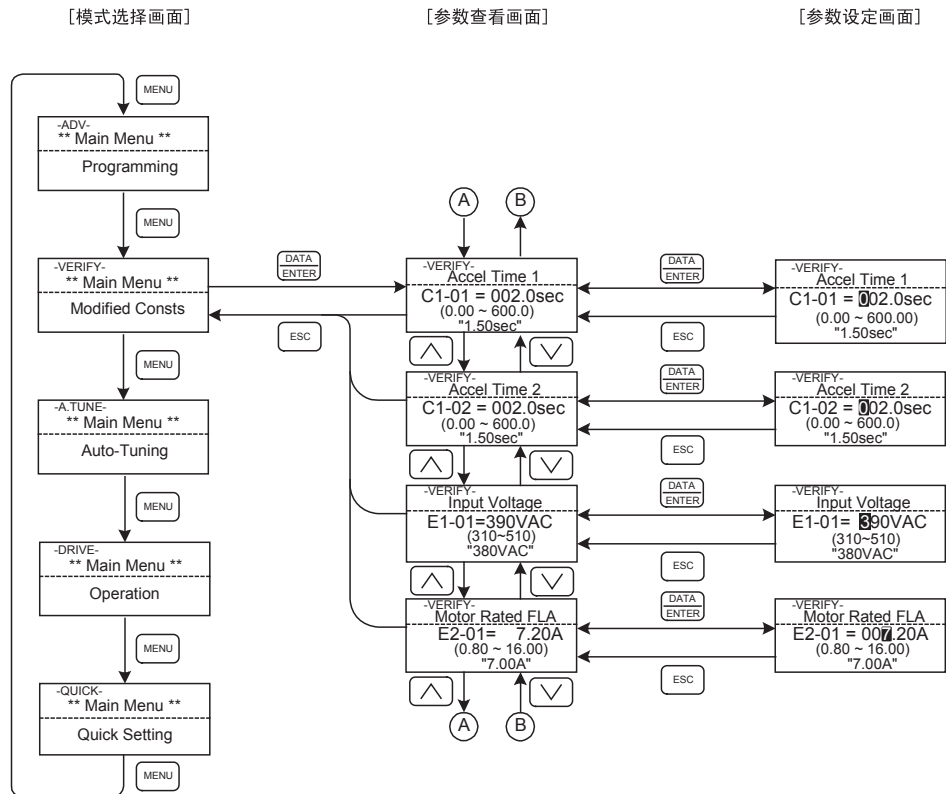 [模式选择画面]
[参数查看画面]
[参数设定画面]
MENU
-ADV-
** Main Menu **
Programming
MENU
-VERIFY-
** Main Menu **
Modified Consts
MENU
-A.TUNE-
** Main Menu **
Auto-Tuning
MENU
-DRIVE-
** Main Menu **
Operation
MENU
-QUICK-
** Main Menu **
Quick Setting
MENU
DATA
ENTER
ESC
A
B
-VERIFY-
Accel Time 1
C1-01 = 002.0sec
(0.00 ~ 600.0)
"1.50sec"
DATA
ENTER
ESC
-VERIFY-
Accel Time 1
C1-01 = 002.0sec
(0.00 ~ 600.00)
"1.50sec"
-VERIFY-
Accel Time 2
C1-02 = 002.0sec
(0.00 ~ 600.0)
"1.50sec"
DATA
ENTER
ESC
-VERIFY-
Accel Time 2
C1-02 = 002.0sec
(0.00 ~ 600.0)
"1.50sec"
-VERIFY-
Input Voltage
E1-01=390VAC
(310~510)
"380VAC"
DATA
ENTER
ESC
-VERIFY-
Input Voltage
E1-01= 390VAC
(310~510)
"380VAC"
-VERIFY-
Motor Rated FLA
E2-01= 7.20A
(0.80 ~ 16.00)
"7.00A"
DATA
ENTER
ESC
-VERIFY-
Motor Rated FLA
E2-01 = 007.20A
(0.80 ~ 16.00)
"7.00A"
A
B